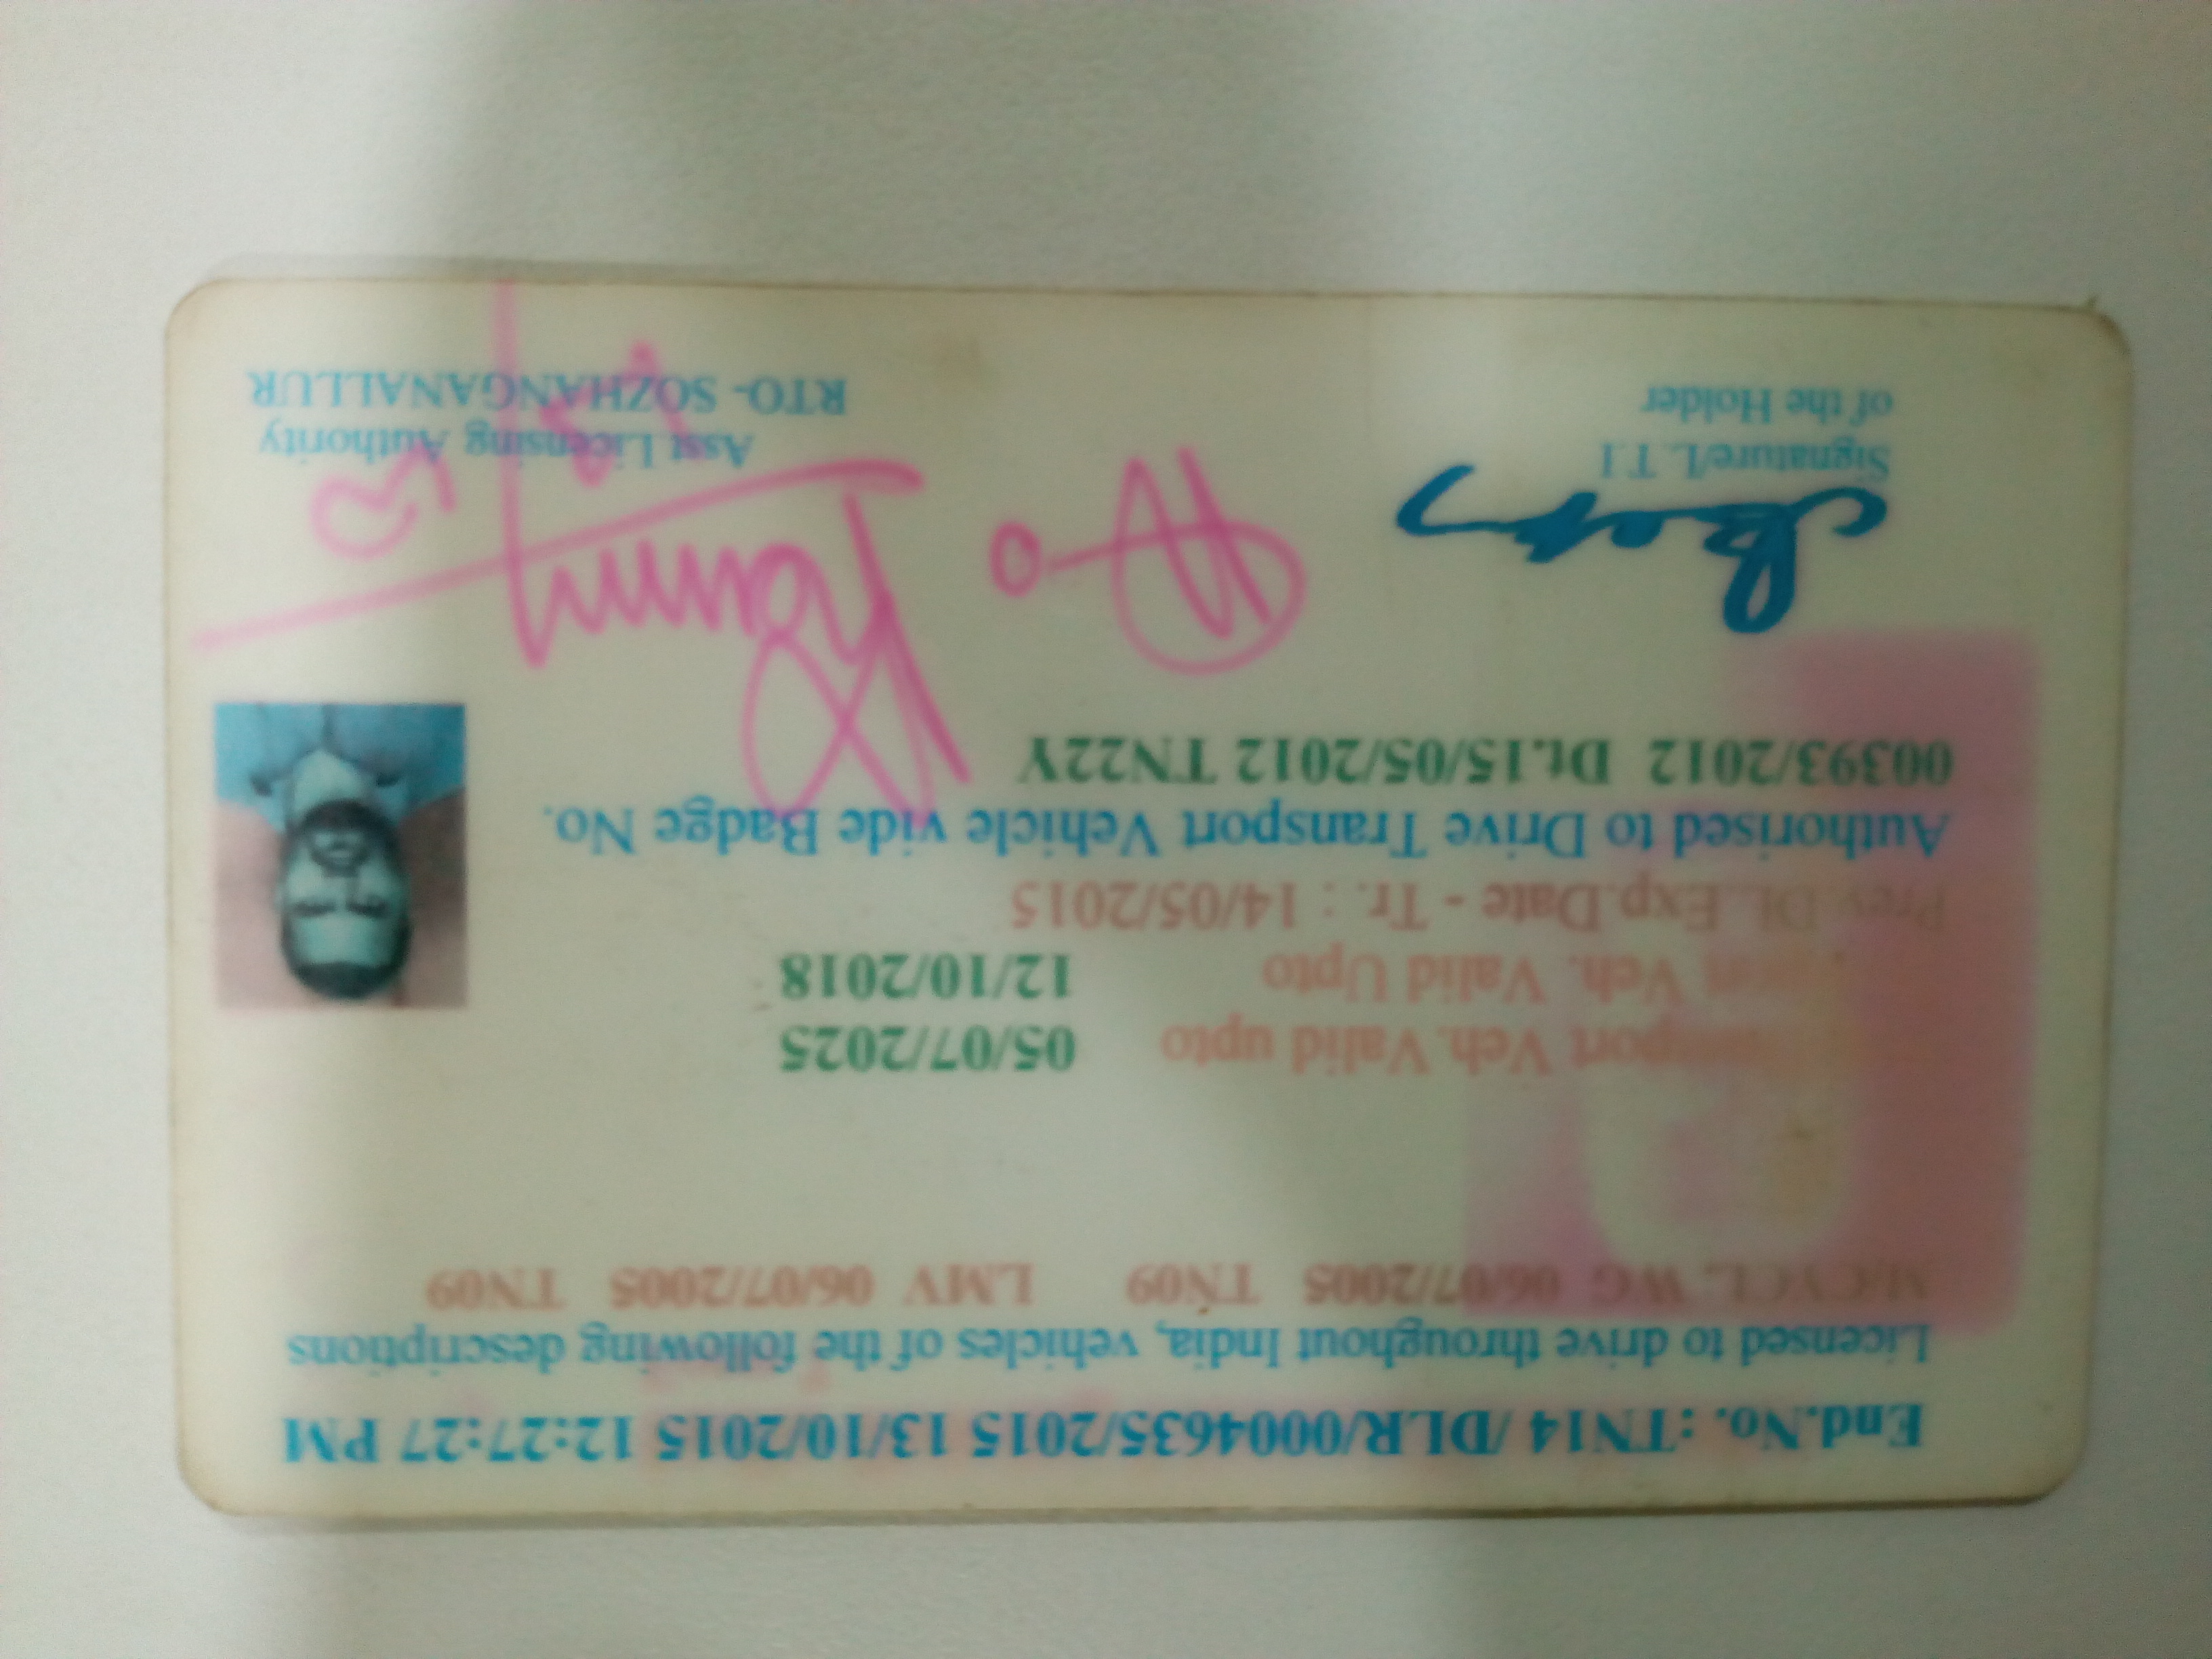 End.No. : TN14 /DLR/0004635/2015 13/10/2015 12:27:27 PM
Licensed to drive throughout India, vehicles of the following descriptions
M.CYCL. WG 06/07/2005 TN09 LMV 06/07/2005 TN09
Veh. Valid upto 05/07/2025
Veh. Valid Upto 12/10/2018
Prev DL.Exp.Date - Tr. : 14/05/2015
Authorised to Drive Transport Vehicle vide Badge No.
00393/2012 Dt.15/05/2012 TN22Y
Signature/L.T.I
of the Holder
Asst Licensing Authority
RTO- SOZHANGANALLUR